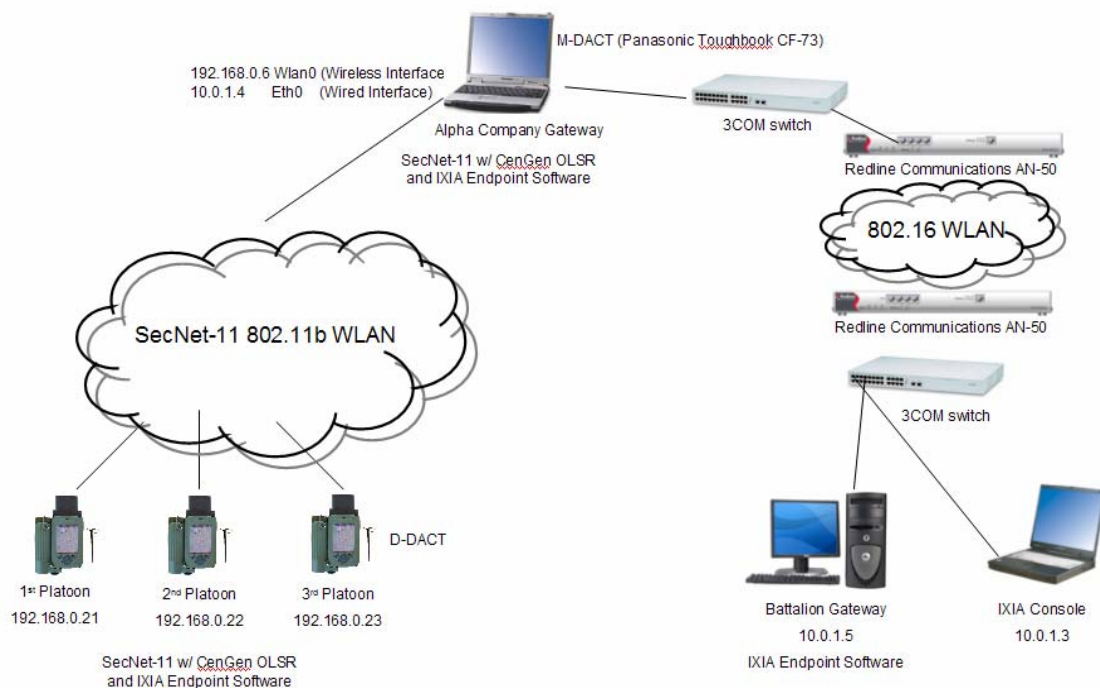 M-DACT (Panasonic Toughbook CF-73)
192.168.0.6 Wlan0 (Wireless Interface
10.0.1.4 Eth0 (Wired Interface)
Alpha Company Gateway
SecNet-11 w/ CenGen OLSR
and IXIA Endpoint Software
3COM switch
Redline Communications AN-50
802.16 WLAN
Redline Communications AN-50
3COM switch
SecNet-11 802.11b WLAN
D-DACT
1st Platoon
192.168.0.21
2nd Platoon
192.168.0.22
3rd Platoon
192.168.0.23
SecNet-11 w/ CenGen OLSR
and IXIA Endpoint Software
Battalion Gateway
10.0.1.5
IXIA Endpoint Software
IXIA Console
10.0.1.3